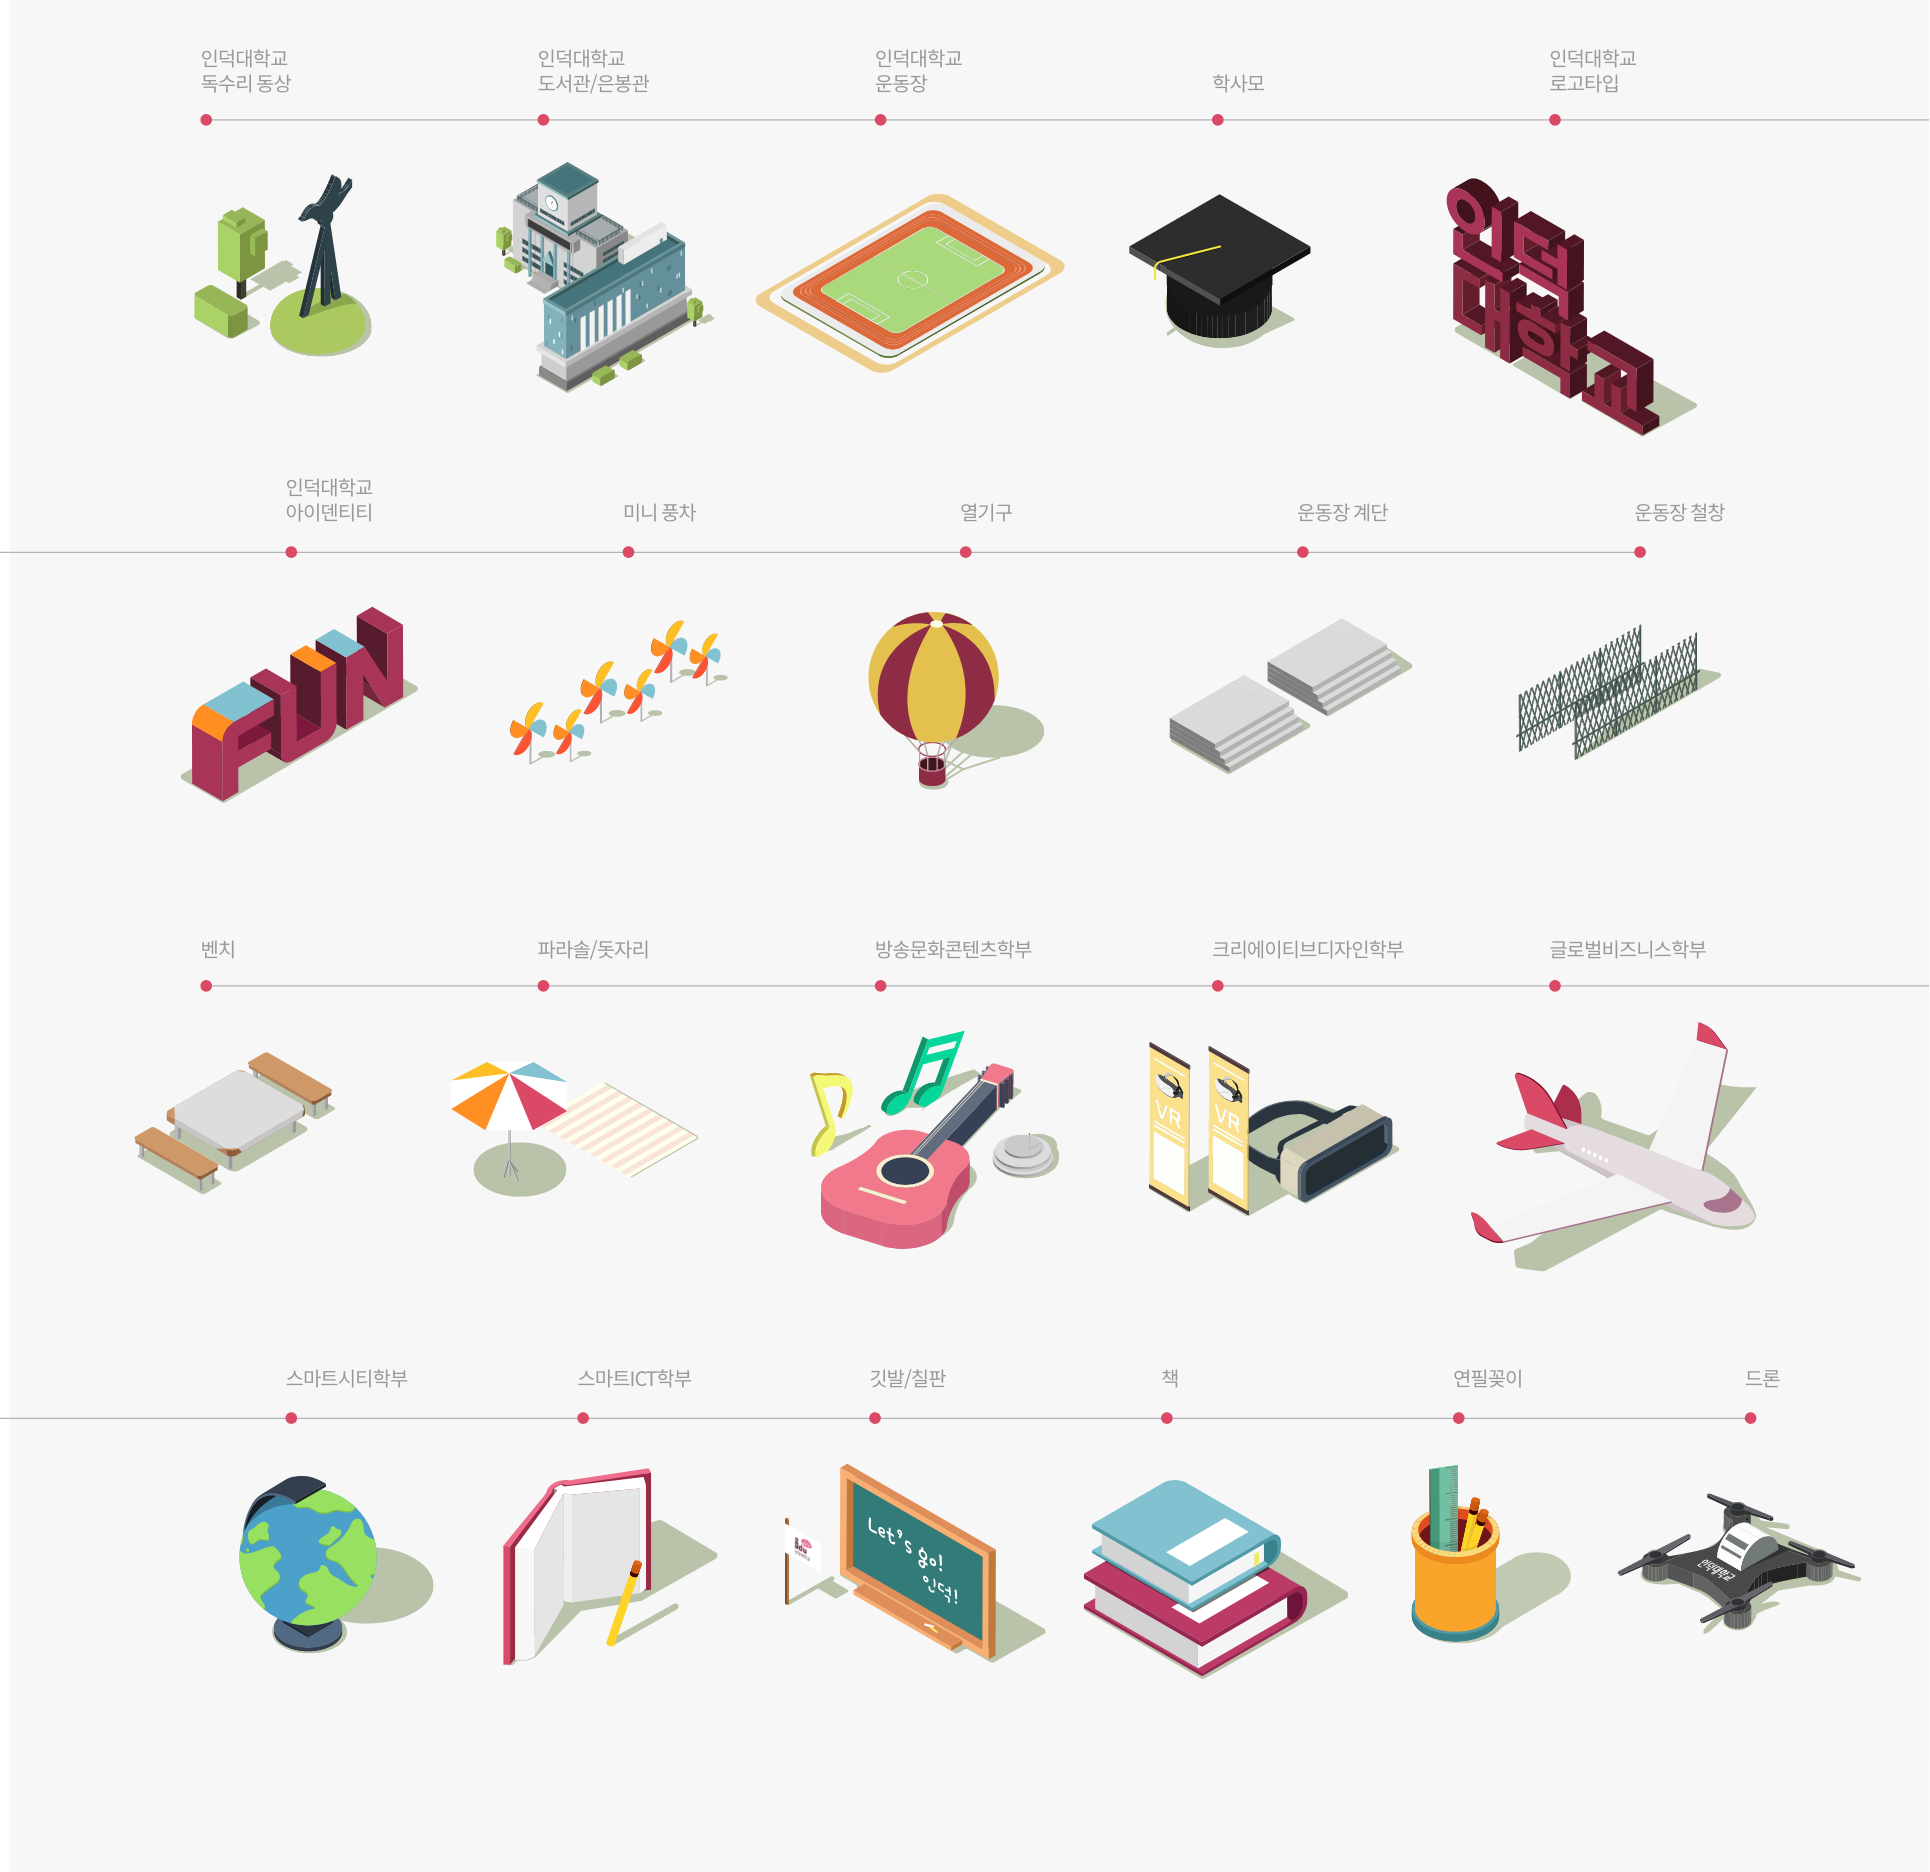 인덕대학교
독수리 동상
인덕대학교
도서관/은봉관
인덕대학교
운동장
학사모
인덕대학교
로고타입
인덕
대학
교
인덕대학교
아이덴티티
미니 풍차
열기구
운동장 계단
운동장 철창
FUN
벤치
파라솔/돗자리
방송문화콘텐츠학부
크리에이티브디자인학부
글로벌비즈니스학부
VR
VR
스마트시티학부
스마트ICT학부
깃발/칠판
책
연필꽂이
드론
Let's
go!
인덕!
인덕대학교